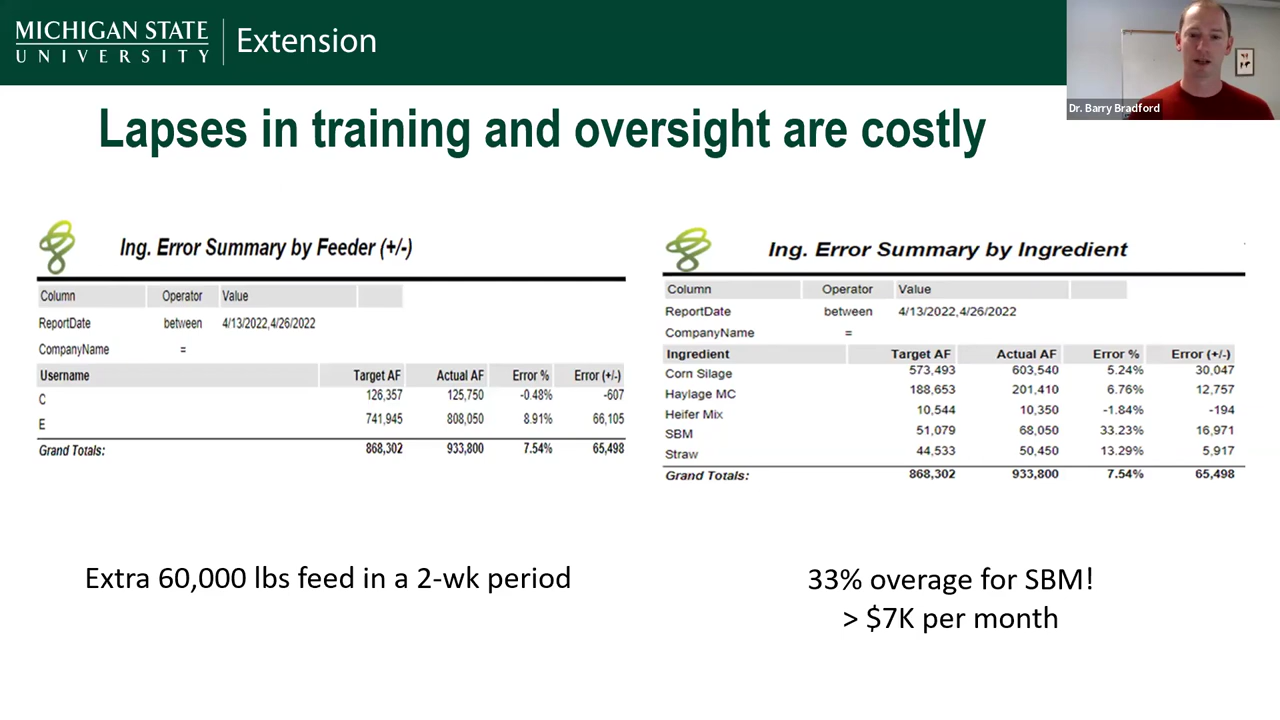 MICHIGAN STATE
UNIVERSITY
Extension
Dr. Barry Bradford
Lapses in training and oversight are costly
Ing. Error Summary by Feeder (+/-)
Column Operator Value
ReportDate between 4/13/2022,4/26/2022
CompanyName =
Username Target AF Actual AF Error % Error (+/-)
C 126,357 125,750 -0.48% -607
E 741,945 808,050 8.91% 66,105
Grand Totals: 868,302 933,800 7.54% 65,498
Extra 60,000 lbs feed in a 2-wk period
Ing. Error Summary by Ingredient
Column Operator Value
ReportDate between 4/13/2022,4/26/2022
CompanyName =
Ingredient Target AF Actual AF Error % Error (+/-)
Corn Silage 573,493 603,540 5.24% 30,047
Haylage MC 188,653 201,410 6.76% 12,757
Heifer Mix 10,544 10,350 -1.84% -194
SBM 51,079 68,050 33.23% 16,971
Straw 44,533 50,450 13.29% 5,917
Grand Totals: 868,302 933,800 7.54% 65,498
33% overage for SBM!
> $7K per month